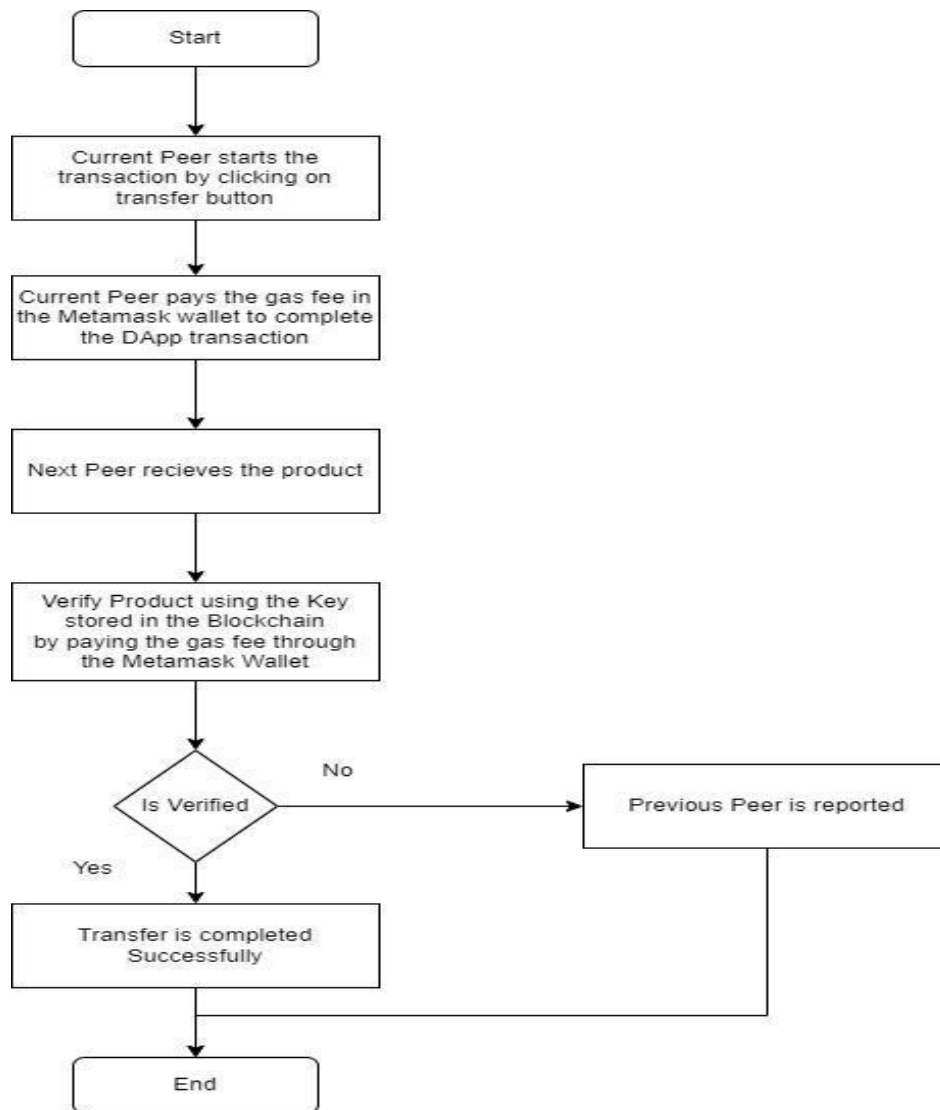 Start
Current Peer starts the
transaction by clicking on
transfer button
Current Peer pays the gas fee in
the Metamask wallet to complete
the DApp transaction
Next Peer recieves the product
Verify Product using the Key
stored in the Blockchain
by paying the gas fee through
the Metamask Wallet
No
Is Verified
Previous Peer is reported
Yes
Transfer is completed
Successfully
End